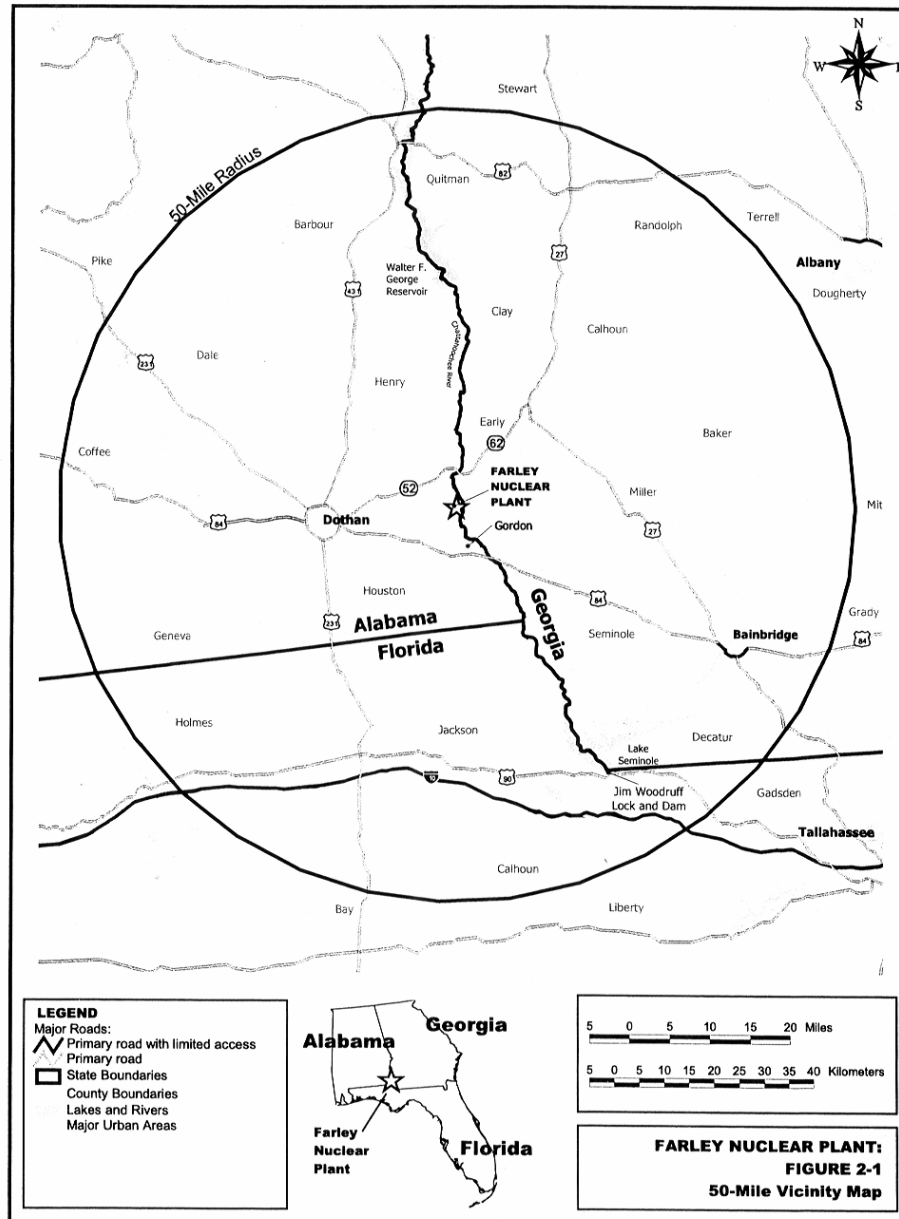 N
W
E
S
Stewart
50-Mile Radius
Quitman
82
Barbour
Randolph
Terrell
27
Pike
Walter F.
George
Reservoir
Albany
431
Dougherty
Clay
Chattahoochee River
Calhoun
Dale
231
Henry
Early
62
Baker
Coffee
FARLEY
NUCLEAR
PLANT
52
Miller
Mit
84
Dothan
Gordon
27
Houston
Georgia
84
Grady
231
Alabama
Geneva
Seminole
Bainbridge
84
Florida
Holmes
Jackson
Decatur
Lake
Seminole
90
Jim Woodruff
Lock and Dam
Gadsden
Tallahassee
Calhoun
Bay
Liberty
LEGEND
Major Roads:
Primary road with limited access
Primary road
State Boundaries
County Boundaries
Lakes and Rivers
Major Urban Areas
Alabama
Georgia
Farley
Nuclear
Plant
Florida
5 0 5 10 15 20 Miles
5 0 5 10 15 20 25 30 35 40 Kilometers
FARLEY NUCLEAR PLANT:
FIGURE 2-1
50-Mile Vicinity Map